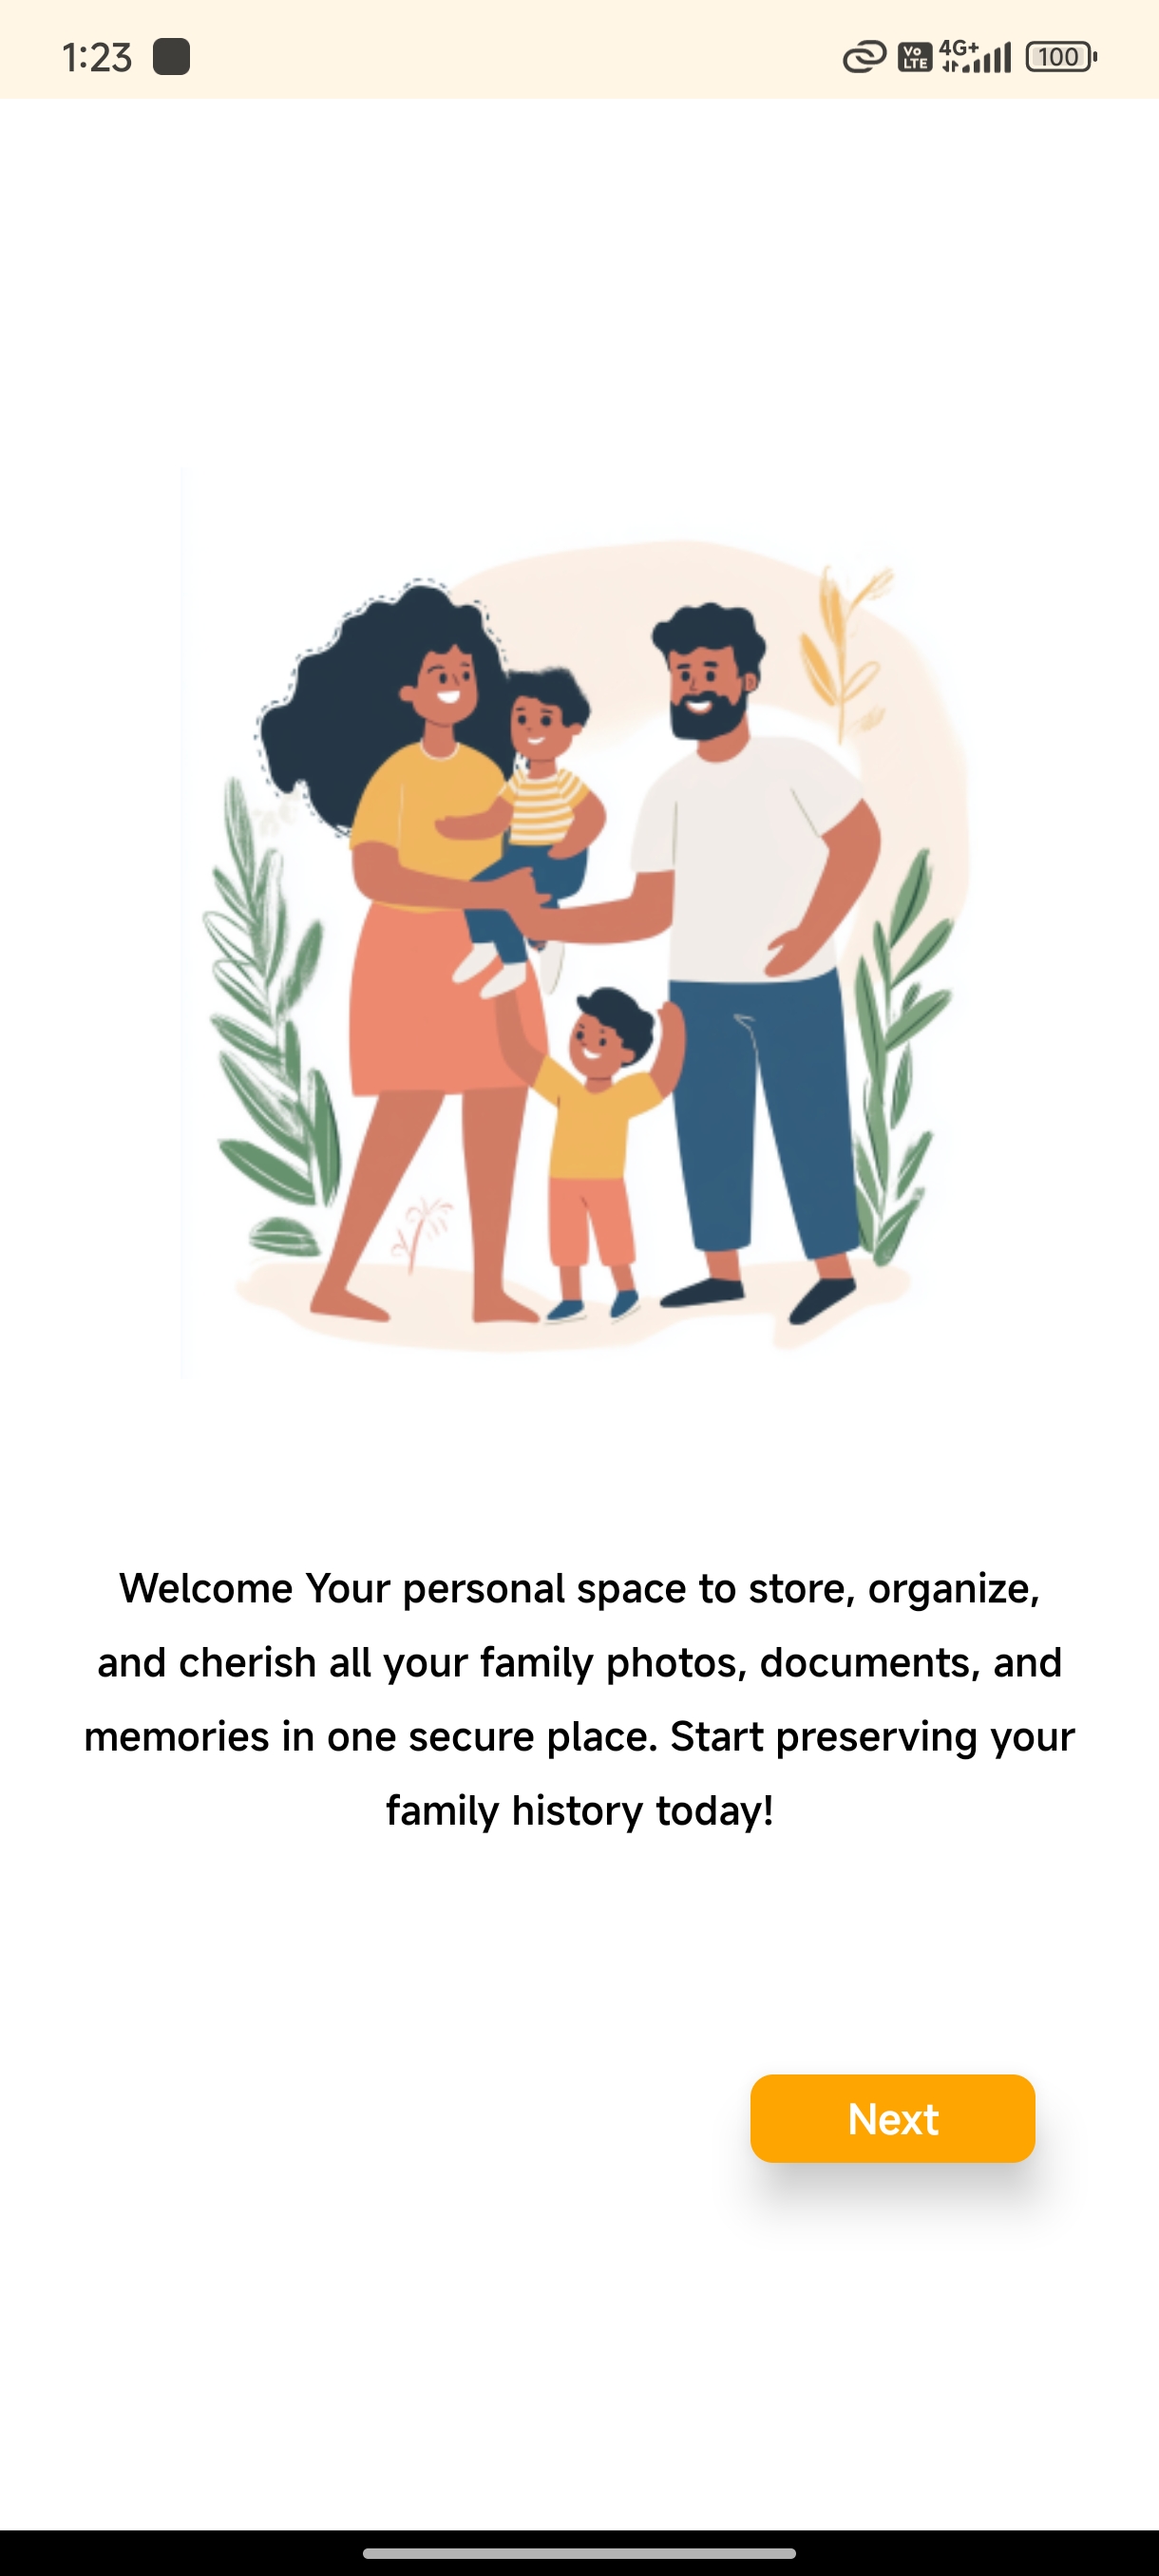 1:23 Vo LTE 4G+ 100
Welcome Your personal space to store, organize,
and cherish all your family photos, documents, and
memories in one secure place. Start preserving your
family history today!
Next